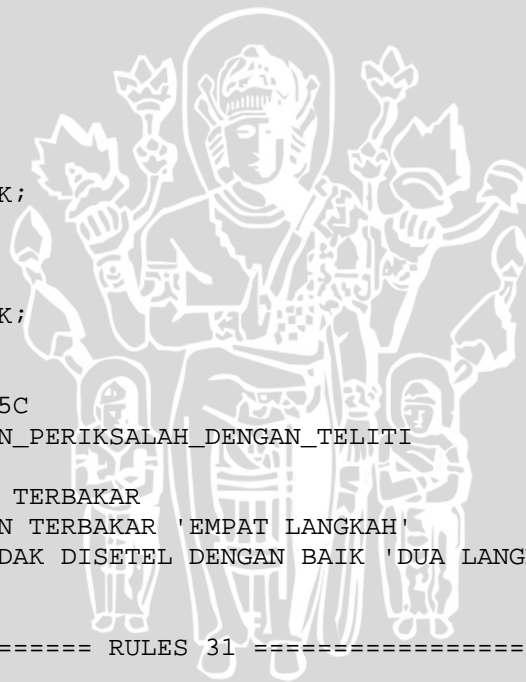 K;
K;
5C
N_PERIKSALAH_DENGAN_TELITI
TERBAKAR
N TERBAKAR 'EMPAT LANGKAH'
DAK DISETEL DENGAN BAIK 'DUA LANG
====== RULES 31 ==================